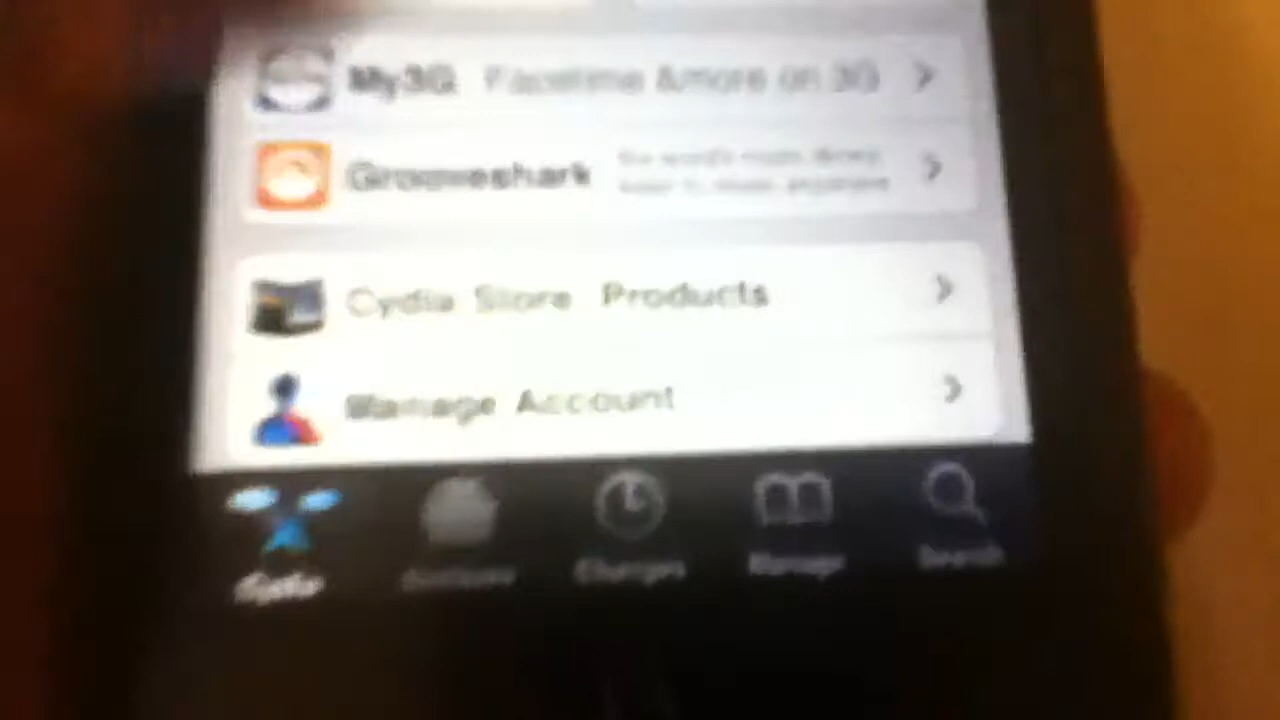 My3G Facetime &more on 3G
Grooveshark
Cydia Store Products
Manage Account
Cydia Sections Changes Manage Search